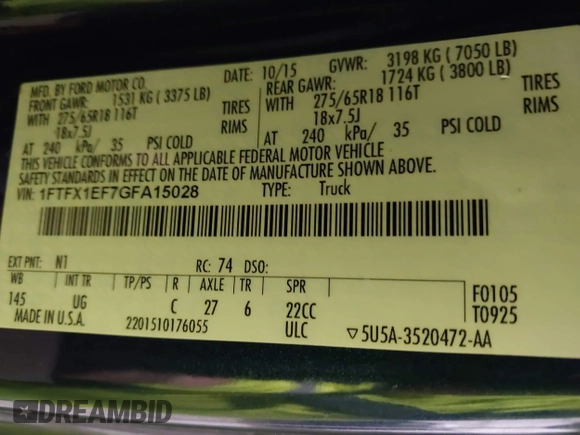 MFD. BY FORD MOTOR CO.
DATE: 10/15
GVWR: 3198 KG ( 7050 LB)
FRONT GAWR: 1531 KG ( 3375 LB)
REAR GAWR: 1724 KG ( 3800 LB)
WITH 275/65R18 116T TIRES
WITH 275/65R18 116T TIRES
18x7.5J RIMS
18x7.5J RIMS
AT 240 kPa/ 35 PSI COLD
AT 240 kPa/ 35 PSI COLD
THIS VEHICLE CONFORMS TO ALL APPLICABLE FEDERAL MOTOR VEHICLE
SAFETY STANDARDS IN EFFECT ON THE DATE OF MANUFACTURE SHOWN ABOVE.
VIN: 1FTFX1EF7GFA15028
TYPE: Truck
EXT PNT: N1
RC: 74 DSO:
WB INT TR TP/PS R AXLE TR SPR
145 UG C 27 6 22CC
F0105
T0925
MADE IN U.S.A.
2201510176055
ULC
▽5U5A-3520472-AA
DREAMBID